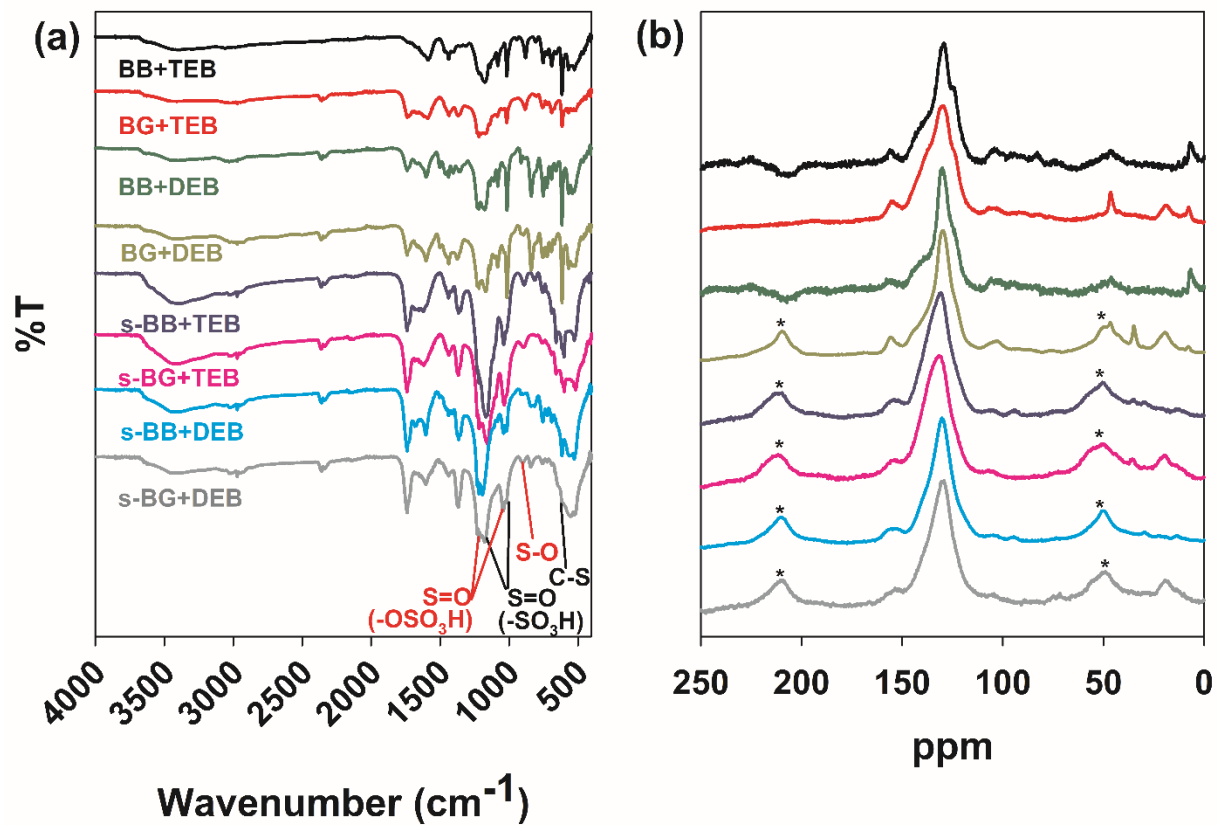 (a)
BB+TEB
BG+TEB
BB+DEB
BG+DEB
s-BB+TEB
s-BG+TEB
s-BB+DEB
s-BG+DEB
%T
S-O
C-S
S=O
(-OSO₃H)
S=O
(-SO₃H)
4000 3500 3000 2500 2000 1500 1000 500
Wavenumber (cm⁻¹)
(b)
* *
* *
* *
* *
* *
250 200 150 100 50 0
ppm